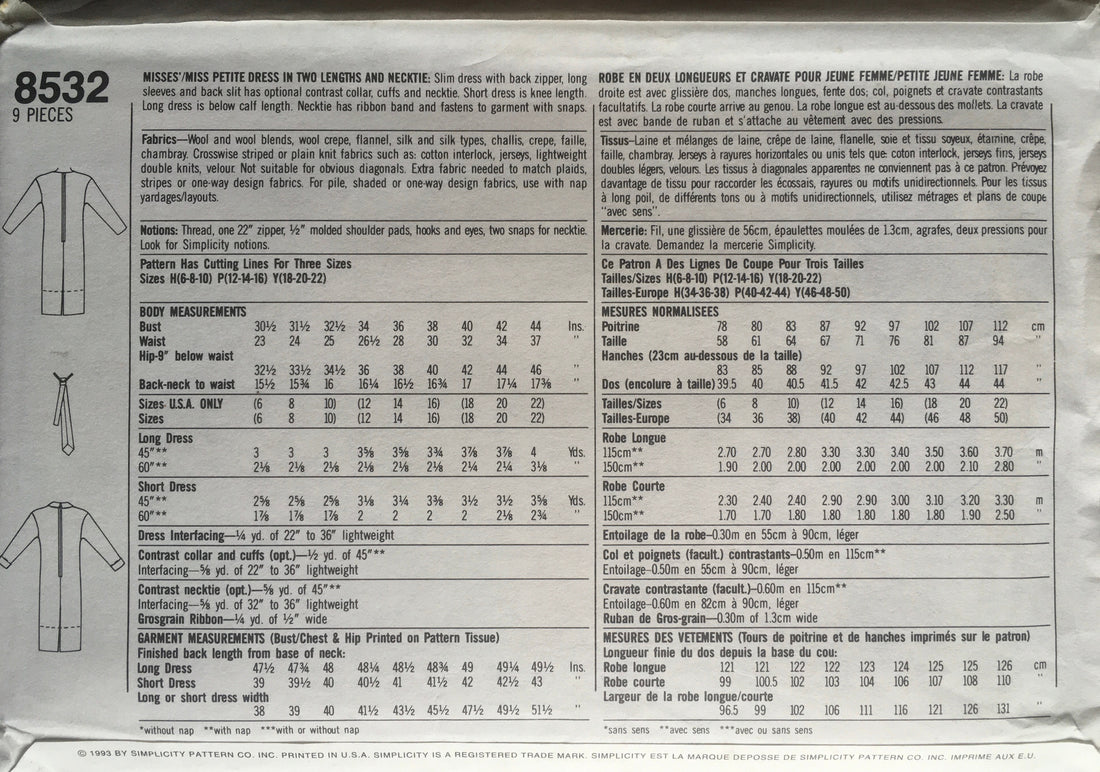 8532
9 PIECES
MISSES'/MISS PETITE DRESS IN TWO LENGTHS AND NECKTIE: Slim dress with back zipper, long
sleeves and back slit has optional contrast collar, cuffs and necktie. Short dress is knee length.
Long dress is below calf length. Necktie has ribbon band and fastens to garment with snaps.
Fabrics—Wool and wool blends, wool crepe, flannel, silk and silk types, challis, crepe, faille,
chambray. Crosswise striped or plain knit fabrics such as: cotton interlock, jerseys, lightweight
double knits, velour. Not suitable for obvious diagonals. Extra fabric needed to match plaids,
stripes or one-way design fabrics. For pile, shaded or one-way design fabrics, use with nap
yardages/layouts.
Notions: Thread, one 22" zipper, ½" molded shoulder pads, hooks and eyes, two snaps for necktie.
Look for Simplicity notions.
Pattern Has Cutting Lines For Three Sizes
Sizes H(6-8-10) P(12-14-16) Y(18-20-22)
BODY MEASUREMENTS
Bust 30½ 31½ 32½ 34 36 38 40 42 44 Ins.
Waist 23 24 25 26½ 28 30 32 34 37 "
Hip-9" below waist
32½ 33½ 34½ 36 38 40 42 44 46 "
Back-neck to waist 15½ 15¾ 16 16¼ 16½ 16¾ 17 17¼ 17⅜ "
Sizes U.S.A. ONLY (6 8 10) (12 14 16) (18 20 22)
Sizes (6 8 10) (12 14 16) (18 20 22)
Long Dress
45"** 3 3 3 3⅝ 3⅝ 3¾ 3⅞ 3⅞ 4 Yds.
60"** 2⅛ 2⅛ 2⅛ 2⅛ 2⅛ 2⅛ 2¼ 2¼ 3⅛ "
Short Dress
45"** 2⅝ 2⅝ 2⅝ 3⅛ 3¼ 3⅜ 3½ 3½ 3⅝ Yds.
60"** 1⅞ 1⅞ 1⅞ 2 2 2 2 2⅛ 2¾ "
Dress Interfacing—¼ yd. of 22" to 36" lightweight
Contrast collar and cuffs (opt.)—½ yd. of 45"**
Interfacing—⅝ yd. of 22" to 36" lightweight
Contrast necktie (opt.)—⅝ yd. of 45"**
Interfacing—⅝ yd. of 32" to 36" lightweight
Grosgrain Ribbon—¼ yd. of ½" wide
GARMENT MEASUREMENTS (Bust/Chest & Hip Printed on Pattern Tissue)
Finished back length from base of neck:
Long Dress 47½ 47¾ 48 48¼ 48½ 48¾ 49 49¼ 49½ Ins.
Short Dress 39 39½ 40 40½ 41 41½ 42 42½ 43 "
Long or short dress width
38 39 40 41½ 43½ 45½ 47½ 49½ 51½ "
*without nap **with nap ***with or without nap
ROBE EN DEUX LONGUEURS ET CRAVATE POUR JEUNE FEMME/PETITE JEUNE FEMME: La robe
droite est avec glissière dos, manches longues, fente dos; col, poignets et cravate contrastants
facultatifs. La robe courte arrive au genou. La robe longue est au-dessous des mollets. La cravate
est avec bande de ruban et s'attache au vêtement avec des pressions.
Tissus—Laine et mélanges de laine, crêpe de laine, flanelle, soie et tissu soyeux, étamine, crêpe,
faille, chambray. Jerseys à rayures horizontales ou unis tels que: coton interlock, jerseys fins, jerseys
doubles légers, velours. Les tissus à diagonales apparentes ne conviennent pas à ce patron. Prévoyez
davantage de tissu pour raccorder les écossais, rayures ou motifs unidirectionnels. Pour les tissus
à long poil, de différents tons ou à motifs unidirectionnels, utilisez métrages et plans de coupe
"avec sens".
Mercerie: Fil, une glissière de 56cm, épaulettes moulées de 1.3cm, agrafes, deux pressions pour
la cravate. Demandez la mercerie Simplicity.
Ce Patron A Des Lignes De Coupe Pour Trois Tailles
Tailles/Sizes H(6-8-10) P(12-14-16) Y(18-20-22)
Tailles-Europe H(34-36-38) P(40-42-44) Y(46-48-50)
MESURES NORMALISEES
Poitrine 78 80 83 87 92 97 102 107 112 cm
Taille 58 61 64 67 71 76 81 87 94 "
Hanches (23cm au-dessous de la taille)
83 85 88 92 97 102 107 112 117 "
Dos (encolure à taille) 39.5 40 40.5 41.5 42 42.5 43 44 44 "
Tailles/Sizes (6 8 10) (12 14 16) (18 20 22)
Tailles-Europe (34 36 38) (40 42 44) (46 48 50)
Robe Longue
115cm** 2.70 2.70 2.80 3.30 3.30 3.40 3.50 3.60 3.70 m
150cm** 1.90 2.00 2.00 2.00 2.00 2.00 2.00 2.10 2.80 "
Robe Courte
115cm** 2.30 2.40 2.40 2.90 2.90 3.00 3.10 3.20 3.30 m
150cm** 1.70 1.70 1.80 1.80 1.80 1.80 1.80 1.90 2.50 "
Entoilage de la robe—0.30m en 55cm à 90cm, léger
Col et poignets (facult.) contrastants—0.50m en 115cm**
Entoilage—0.50m en 55cm à 90cm, léger
Cravate contrastante (facult.)—0.60m en 115cm**
Entoilage—0.60m en 82cm à 90cm, léger
Ruban de Gros-grain—0.30m of 1.3cm wide
MESURES DES VETEMENTS (Tours de poitrine et de hanches imprimés sur le patron)
Longueur finie du dos depuis la base du cou:
Robe longue 121 121 122 122 123 124 125 125 126 cm
Robe courte 99 100.5 102 103 104 106 107 108 110 "
Largeur de la robe longue/courte
96.5 99 102 106 111 116 121 126 131 "
*sans sens **avec sens ***avec ou sans sens
© 1993 BY SIMPLICITY PATTERN CO. INC. PRINTED IN U.S.A. SIMPLICITY IS A REGISTERED TRADE MARK. SIMPLICITY EST LA MARQUE DEPOSSE DE SIMPLICITY PATTERN CO. INC. IMPRIME AUX E.U.